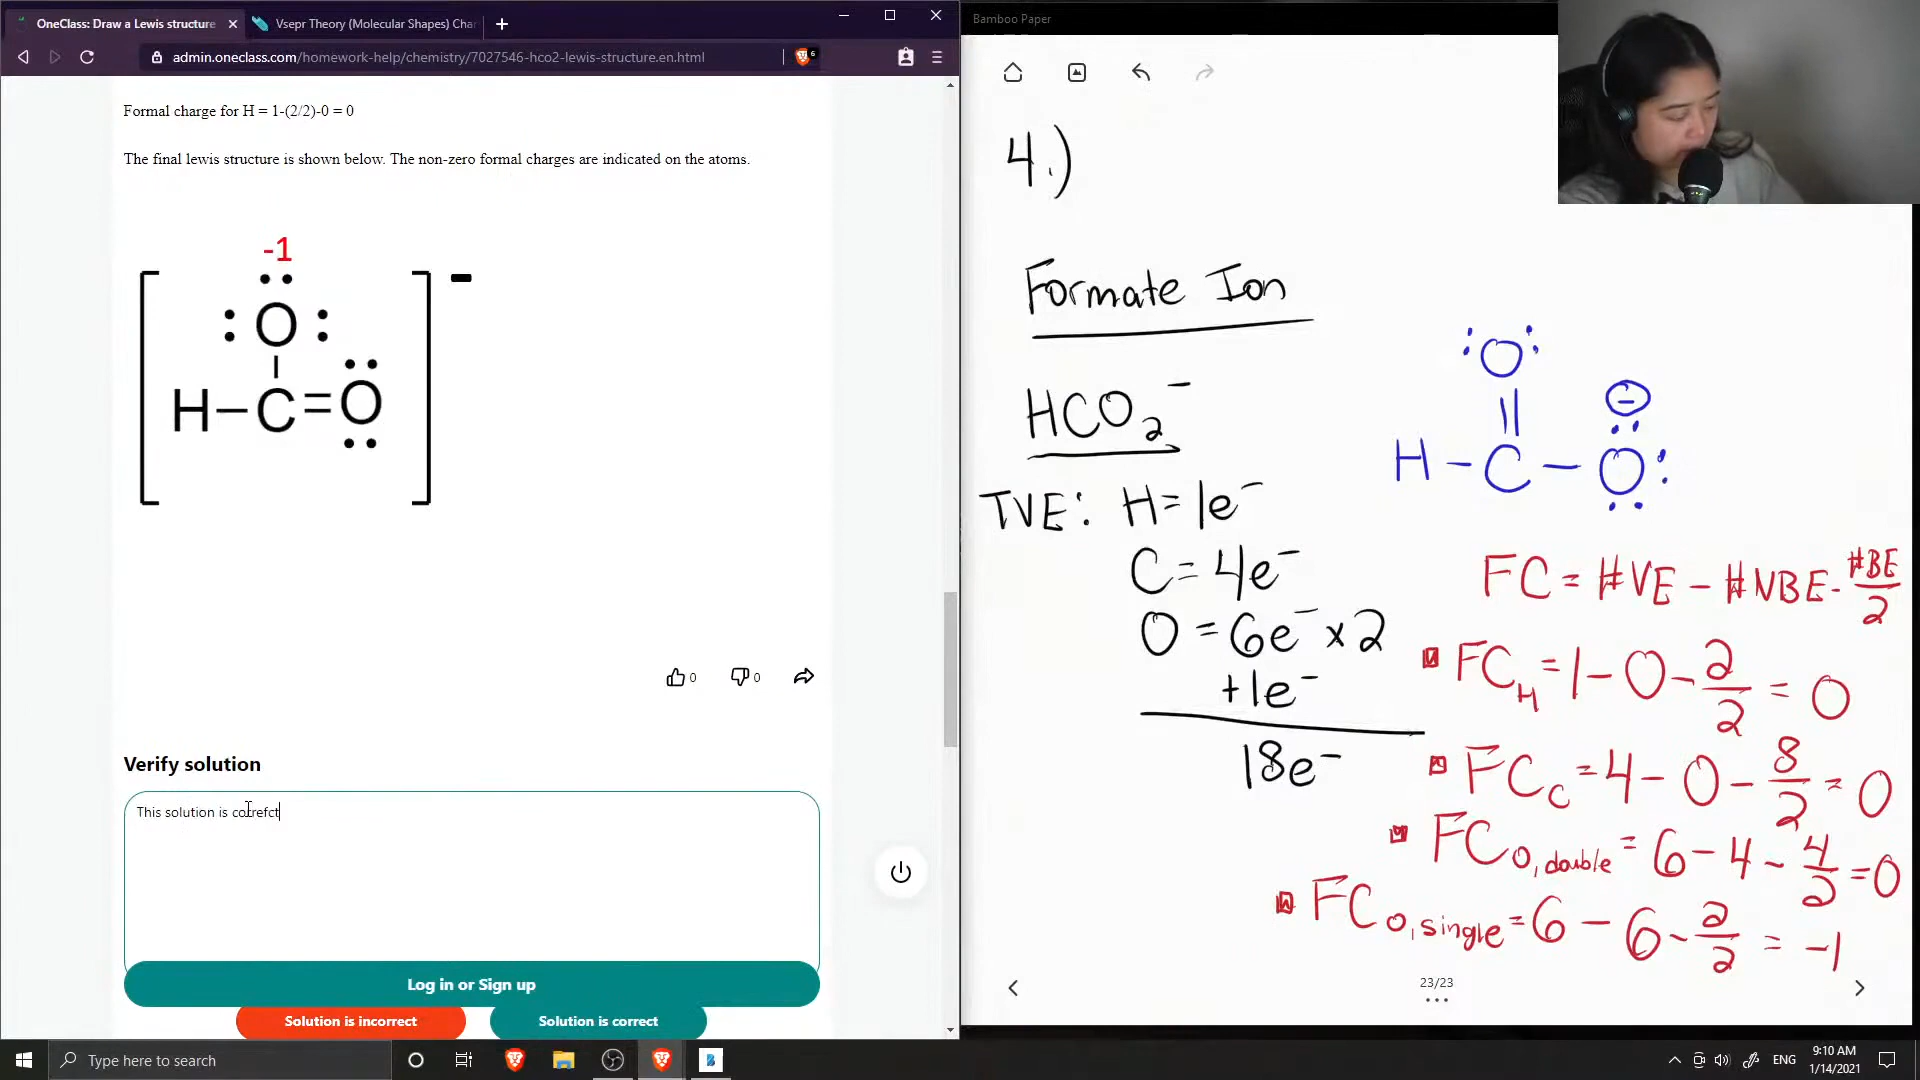 OneClass: Draw a Lewis structure
Vsepr Theory (Molecular Shapes) Cha
admin.oneclass.com/homework-help/chemistry/7027546-hco2-lewis-structure.en.html
6
Formal charge for H = 1-(2/2)-0 = 0
The final lewis structure is shown below. The non-zero formal charges are indicated on the atoms.
-1
O
H–C=O
-
0
0
Verify solution
This solution is correfct
Log in or Sign up
Solution is incorrect
Solution is correct
Bamboo Paper
4.)
Formate Ion
HCO₂⁻
TVE: H = 1e⁻
C = 4e⁻
O = 6e⁻ x 2
+1e⁻
18e⁻
O
H – C – O
-
FC = #VE - #NBE - #BE/2
FC_H = 1 - 0 - 2/2 = 0
FC_C = 4 - 0 - 8/2 = 0
FC_O,double = 6 - 4 - 4/2 = 0
FC_O,single = 6 - 6 - 2/2 = -1
23/23
Type here to search
ENG
9:10 AM
1/14/2021